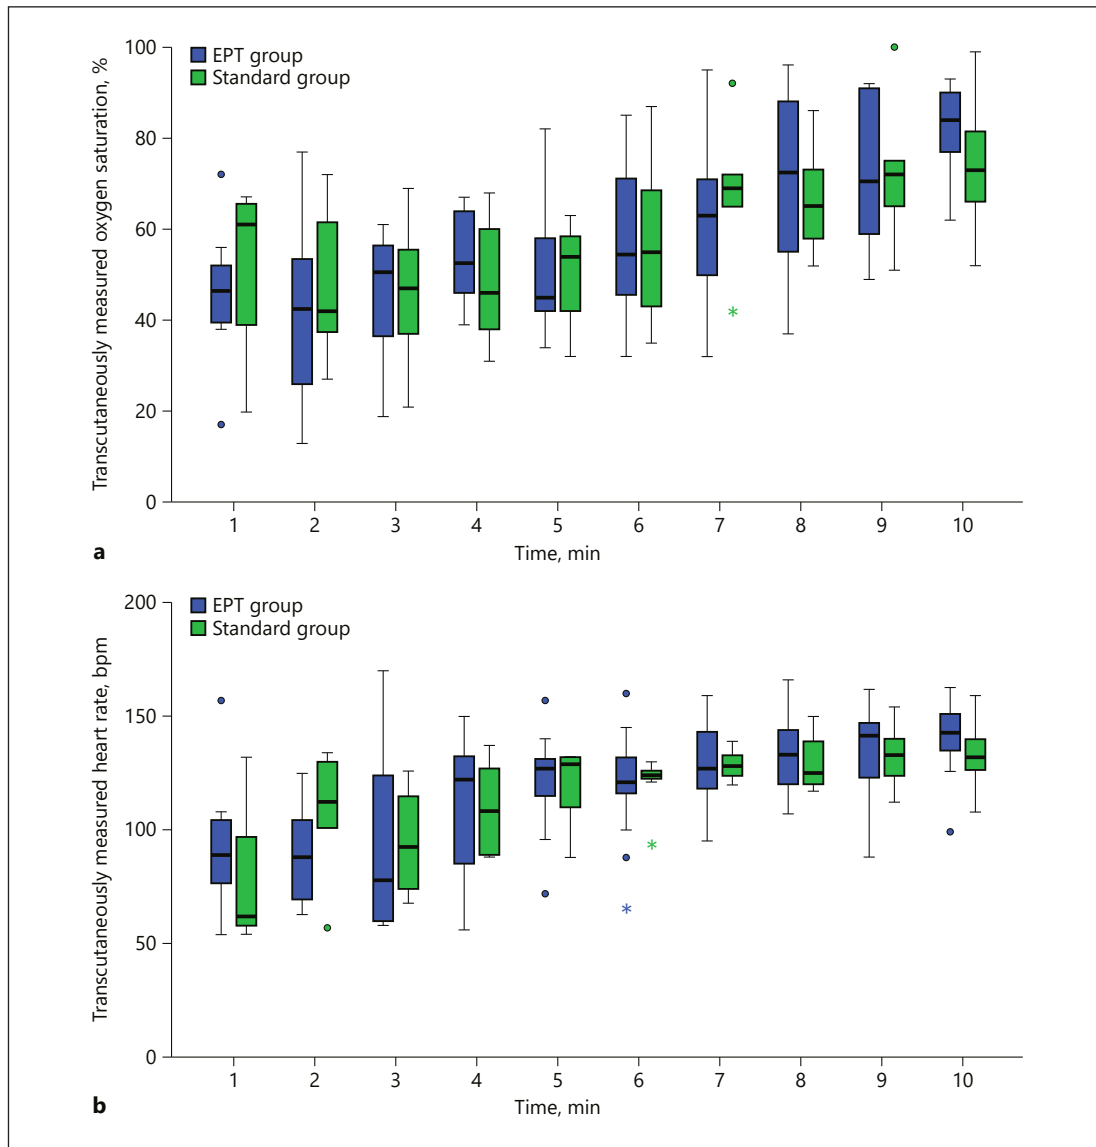 EPT group
Standard group
Transcutaneously measured oxygen saturation, %
100
80
60
40
20
0
1 2 3 4 5 6 7 8 9 10
Time, min
a
EPT group
Standard group
Transcutaneously measured heart rate, bpm
200
150
100
50
0
1 2 3 4 5 6 7 8 9 10
Time, min
b